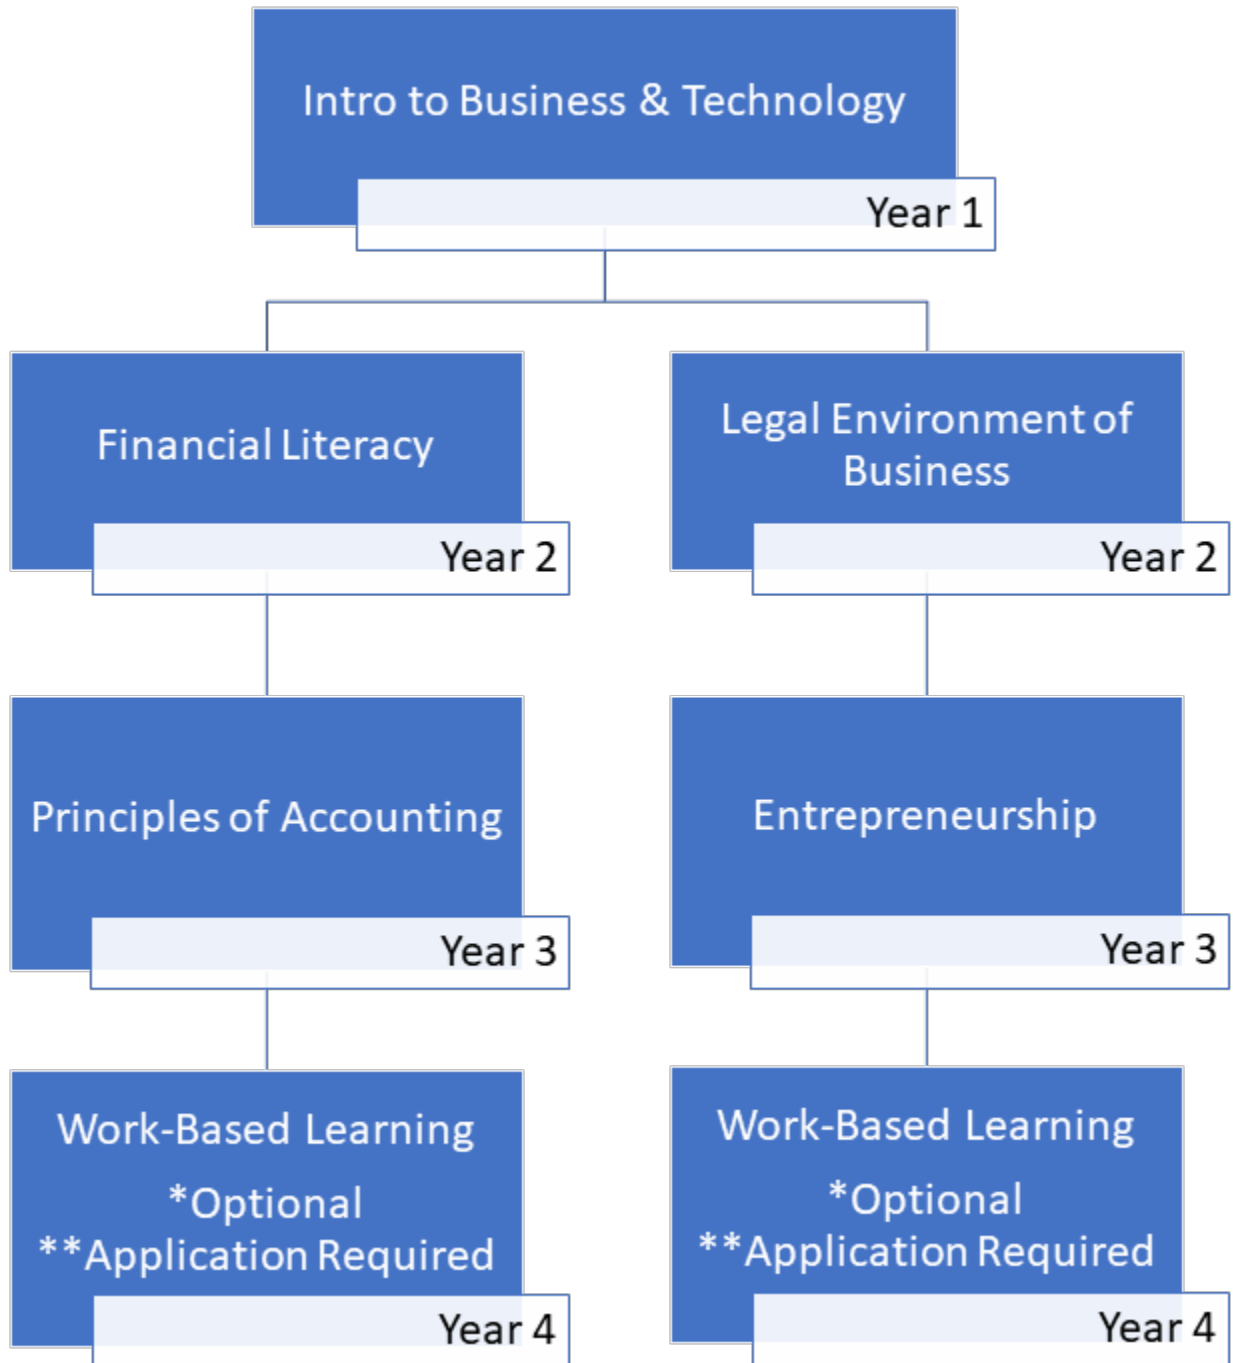 Intro to Business & Technology
Year 1
Financial Literacy
Year 2
Legal Environment of
Business
Year 2
Principles of Accounting
Year 3
Entrepreneurship
Year 3
Work-Based Learning
*Optional
**Application Required
Year 4
Work-Based Learning
*Optional
**Application Required
Year 4